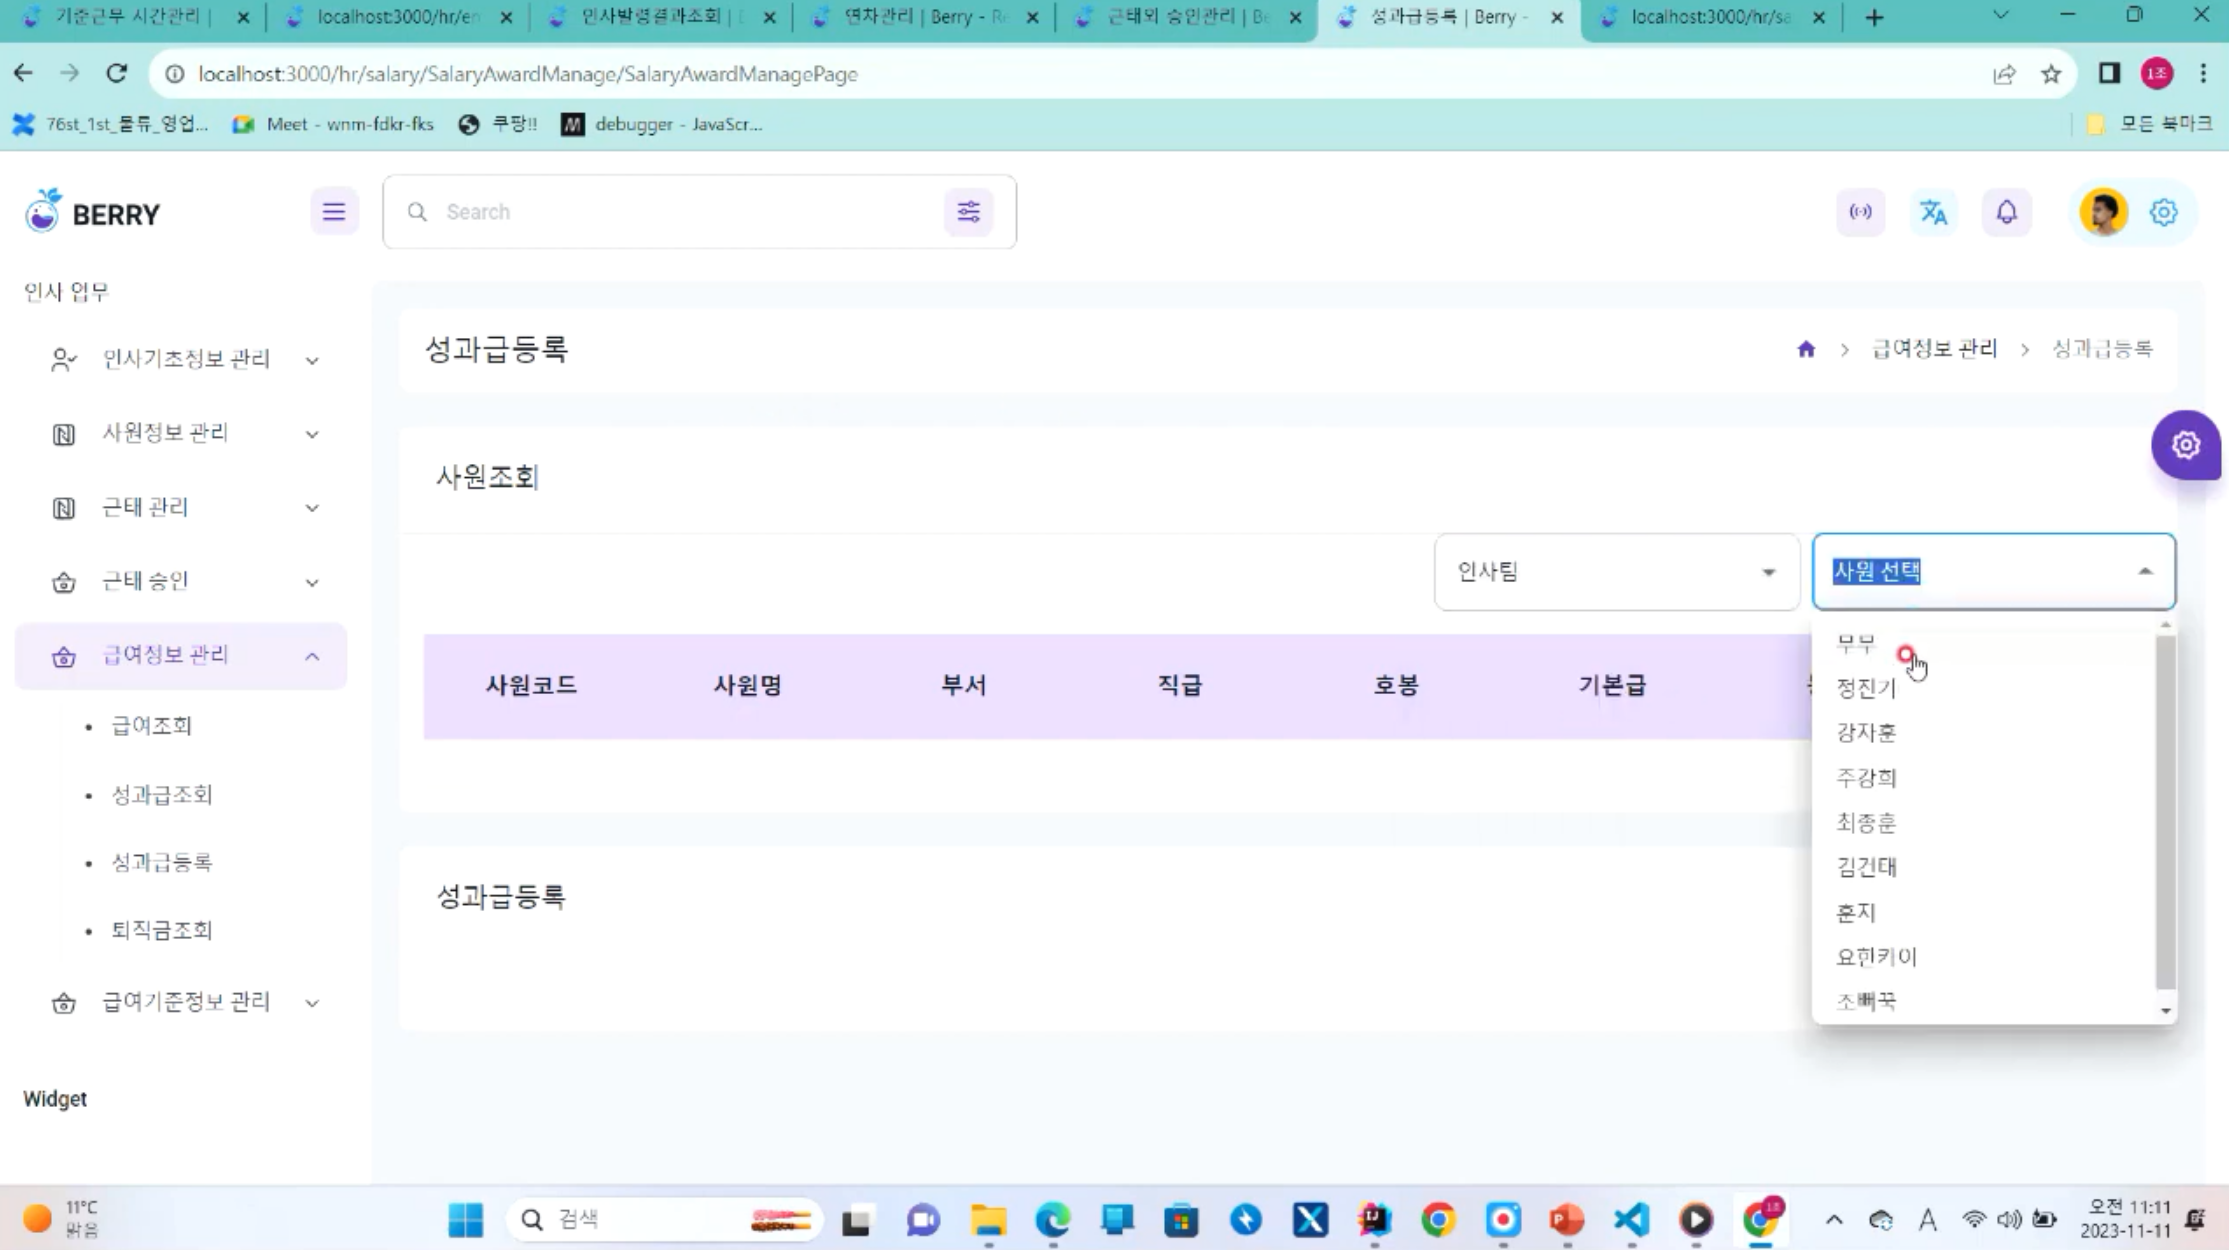 기준근무 시간관리 |
localhost:3000/hr/en
인사발령결과조회 |
연차관리 | Berry - Re
근태외 승인관리 | Be
성과급등록 | Berry -
localhost:3000/hr/sa
localhost:3000/hr/salary/SalaryAwardManage/SalaryAwardManagePage
1조
76st_1st_물류_영업...
Meet - wnm-fdkr-fks
쿠팡!!
debugger - JavaScr...
모든 북마크
BERRY
Search
인사 업무
인사기초정보 관리
사원정보 관리
근태 관리
근태 승인
급여정보 관리
급여조회
성과급조회
성과급등록
퇴직금조회
급여기준정보 관리
Widget
성과급등록
급여정보 관리 > 성과급등록
사원조회
인사팀
사원 선택
사원코드 사원명 부서 직급 호봉 기본급
무무
정진기
강자훈
주강희
최종훈
김건태
훈지
요한키이
조뻐꾹
성과급등록
11°C
맑음
검색
A
오전 11:11
2023-11-11